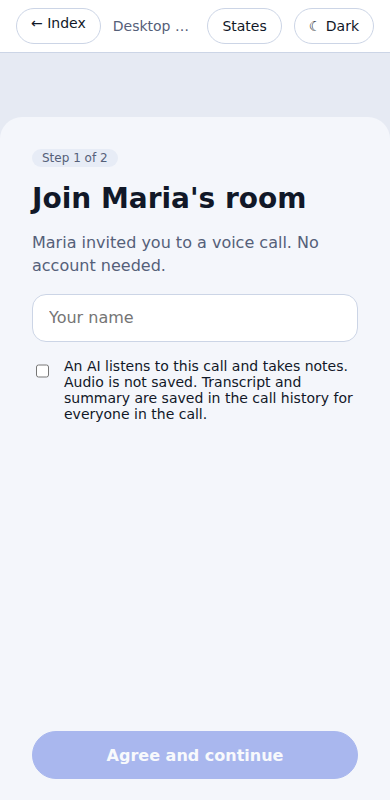 ← Index
Desktop ...
States
☾ Dark
Step 1 of 2
Join Maria's room
Maria invited you to a voice call. No
account needed.
Your name
An AI listens to this call and takes notes.
Audio is not saved. Transcript and
summary are saved in the call history for
everyone in the call.
Agree and continue